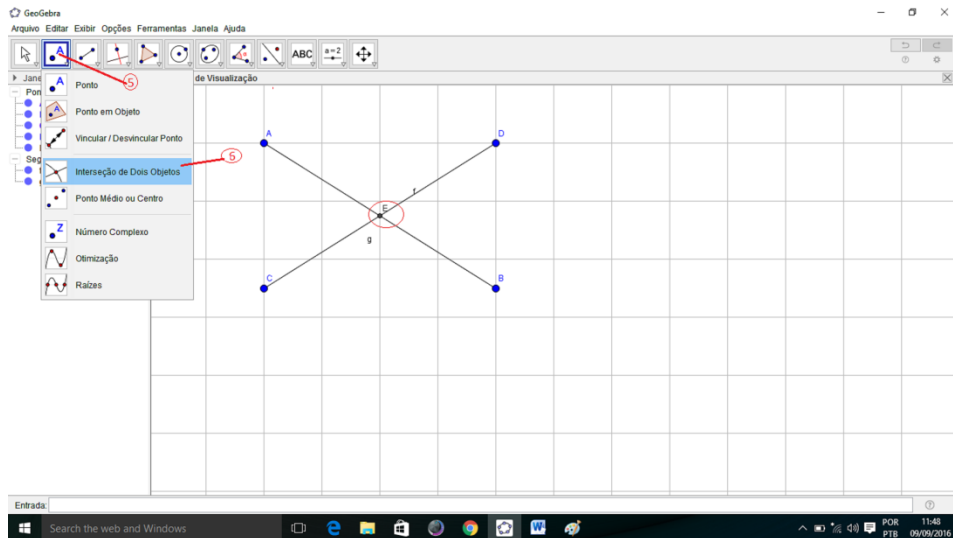 GeoGebra
Arquivo Editar Exibir Opções Ferramentas Janela Ajuda
A
ABC
a=2
5
Jane
de Visualização
Pon
A Ponto
A Ponto em Objeto
Vincular / Desvincular Ponto
Seg
Interseção de Dois Objetos
6
Ponto Médio ou Centro
Z Número Complexo
Otimização
Raízes
A
D
f
E
g
C
B
Entrada:
Search the web and Windows
POR
PTB
11:48
09/09/2016